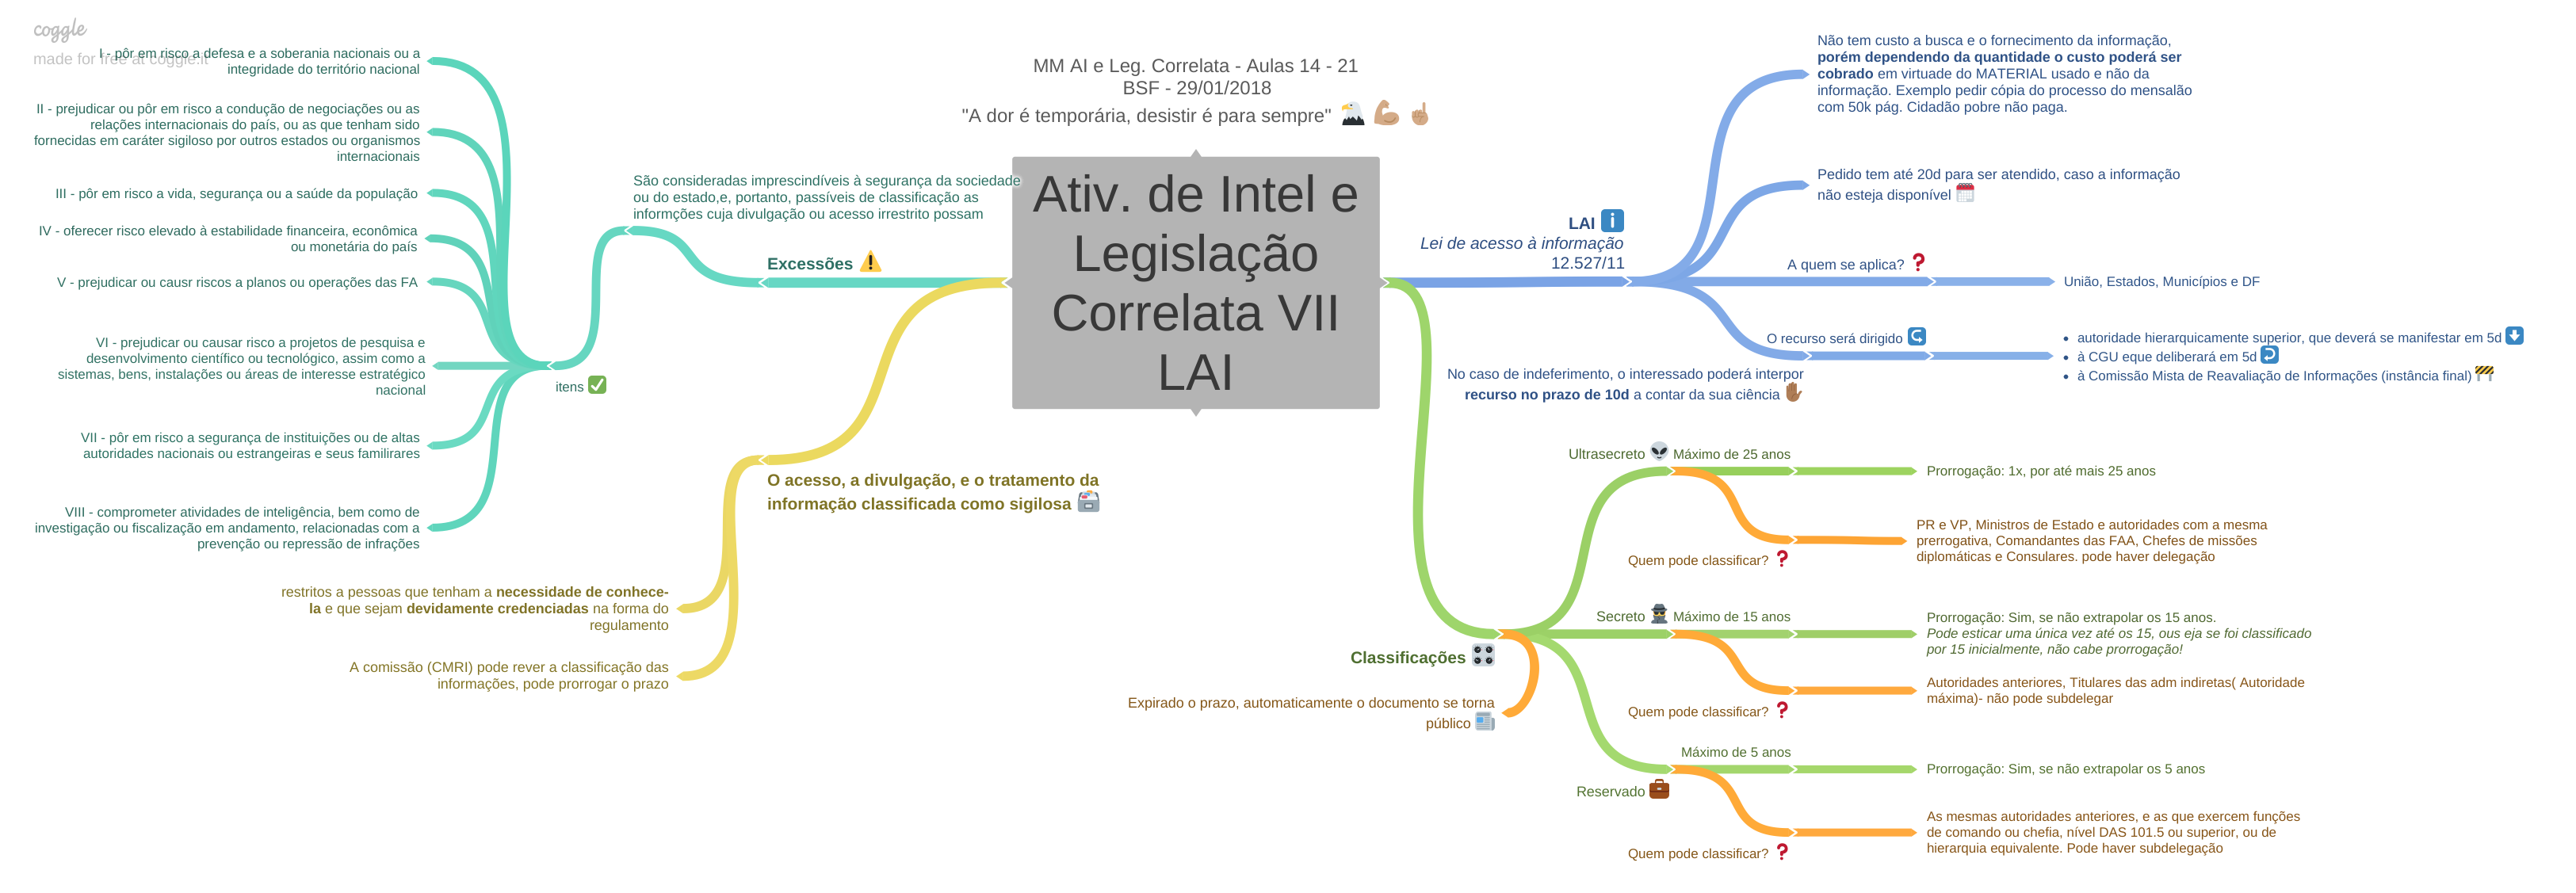 coggle
made for free at coggle.it
MM AI e Leg. Correlata - Aulas 14 - 21
BSF - 29/01/2018
"A dor é temporária, desistir é para sempre"
Ativ. de Intel e
Legislação
Correlata VII
LAI
Excessões
São consideradas imprescindíveis à segurança da sociedade
ou do estado,e, portanto, passíveis de classificação as
informções cuja divulgação ou acesso irrestrito possam
itens
I - pôr em risco a defesa e a soberania nacionais ou a
integridade do território nacional
II - prejudicar ou pôr em risco a condução de negociações ou as
relações internacionais do país, ou as que tenham sido
fornecidas em caráter sigiloso por outros estados ou organismos
internacionais
III - pôr em risco a vida, segurança ou a saúde da população
IV - oferecer risco elevado à estabilidade financeira, econômica
ou monetária do país
V - prejudicar ou causr riscos a planos ou operações das FA
VI - prejudicar ou causar risco a projetos de pesquisa e
desenvolvimento científico ou tecnológico, assim como a
sistemas, bens, instalações ou áreas de interesse estratégico
nacional
VII - pôr em risco a segurança de instituições ou de altas
autoridades nacionais ou estrangeiras e seus familirares
VIII - comprometer atividades de inteligência, bem como de
investigação ou fiscalização em andamento, relacionadas com a
prevenção ou repressão de infrações
O acesso, a divulgação, e o tratamento da
informação classificada como sigilosa
restritos a pessoas que tenham a necessidade de conhece-
la e que sejam devidamente credenciadas na forma do
regulamento
A comissão (CMRI) pode rever a classificação das
informações, pode prorrogar o prazo
LAI
Lei de acesso à informação
12.527/11
Não tem custo a busca e o fornecimento da informação,
porém dependendo da quantidade o custo poderá ser
cobrado em virtude do MATERIAL usado e não da
informação. Exemplo pedir cópia do processo do mensalão
com 50k pág. Cidadão pobre não paga.
Pedido tem até 20d para ser atendido, caso a informação
não esteja disponível
A quem se aplica?
União, Estados, Municípios e DF
O recurso será dirigido
No caso de indeferimento, o interessado poderá interpor
recurso no prazo de 10d a contar da sua ciência
• autoridade hierarquicamente superior, que deverá se manifestar em 5d
• à CGU eque deliberará em 5d
• à Comissão Mista de Reavaliação de Informações (instância final)
Classificações
Expirado o prazo, automaticamente o documento se torna
público
Ultrasecreto Máximo de 25 anos
Prorrogação: 1x, por até mais 25 anos
Quem pode classificar?
PR e VP, Ministros de Estado e autoridades com a mesma
prerrogativa, Comandantes das FAA, Chefes de missões
diplomáticas e Consulares. pode haver delegação
Secreto Máximo de 15 anos
Prorrogação: Sim, se não extrapolar os 15 anos.
Pode esticar uma única vez até os 15, ous eja se foi classificado
por 15 inicialmente, não cabe prorrogação!
Quem pode classificar?
Autoridades anteriores, Titulares das adm indiretas( Autoridade
máxima)- não pode subdelegar
Reservado
Máximo de 5 anos
Prorrogação: Sim, se não extrapolar os 5 anos
Quem pode classificar?
As mesmas autoridades anteriores, e as que exercem funções
de comando ou chefia, nível DAS 101.5 ou superior, ou de
hierarquia equivalente. Pode haver subdelegação